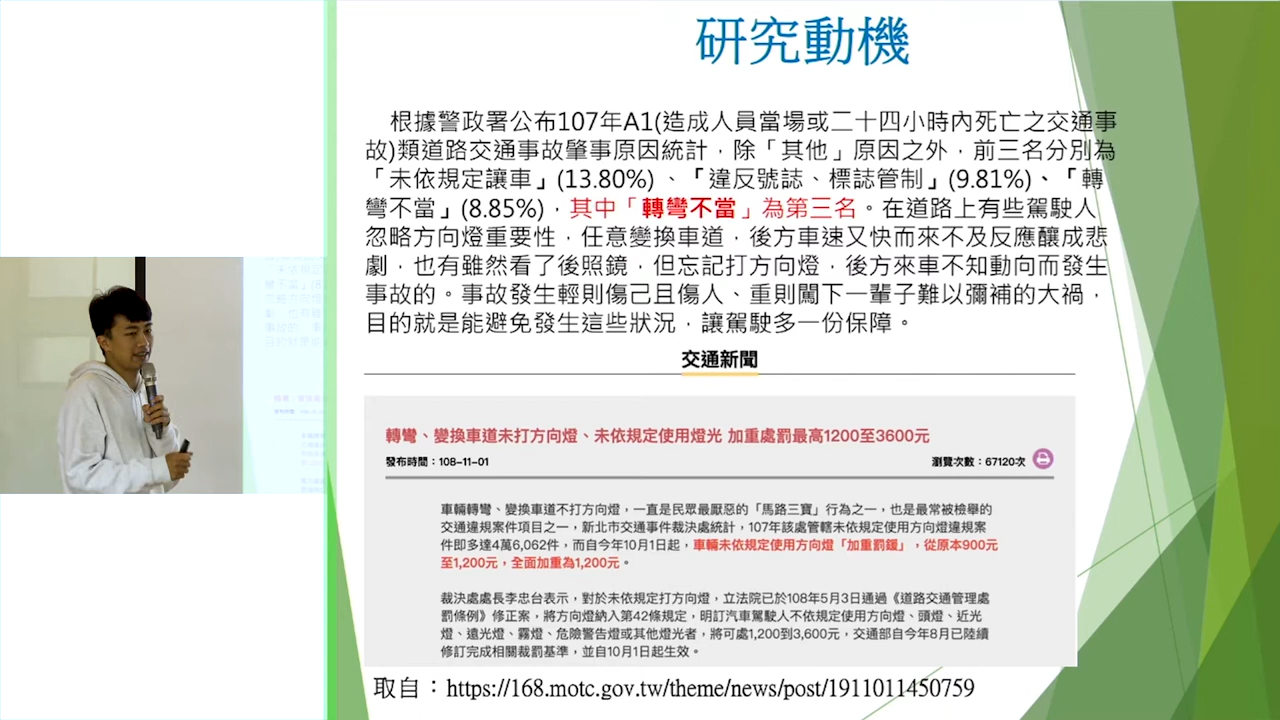 研究動機
根據警政署公布107年A1(造成人員當場或二十四小時內死亡之交通事
故)類道路交通事故肇事原因統計，除「其他」原因之外，前三名分別為
「未依規定讓車」(13.80%) 、「違反號誌、標誌管制」(9.81%)、「轉
彎不當」(8.85%)，其中「轉彎不當」為第三名。在道路上有些駕駛人
忽略方向燈重要性，任意變換車道，後方車速又快而來不及反應釀成悲
劇，也有雖然看了後照鏡，但忘記打方向燈，後方來車不知動向而發生
事故的。事故發生輕則傷己且傷人、重則闖下一輩子難以彌補的大禍，
目的就是能避免發生這些狀況，讓駕駛多一份保障。
交通新聞
轉彎、變換車道未打方向燈、未依規定使用燈光 加重處罰最高1200至3600元
發布時間：108-11-01 瀏覽次數：67120次
車輛轉彎、變換車道不打方向燈，一直是民眾最厭惡的「馬路三寶」行為之一，也是最常被檢舉的
交通違規案件項目之一，新北市交通事件裁決處統計，107年該處管轄未依規定使用方向燈違規案
件即多達4萬6,062件，而自今年10月1日起，車輛未依規定使用方向燈「加重罰鍰」，從原本900元
至1,200元，全面加重為1,200元。
裁決處處長李忠台表示，對於未依規定打方向燈，立法院已於108年5月3日通過《道路交通管理處
罰條例》修正案，將方向燈納入第42條規定，明訂汽車駕駛人不依規定使用方向燈、頭燈、近光
燈、遠光燈、霧燈、危險警告燈或其他燈光者，將可處1,200到3,600元，交通部自今年8月已陸續
修訂完成相關裁罰基準，並自10月1日起生效。
取自：https://168.motc.gov.tw/theme/news/post/1911011450759